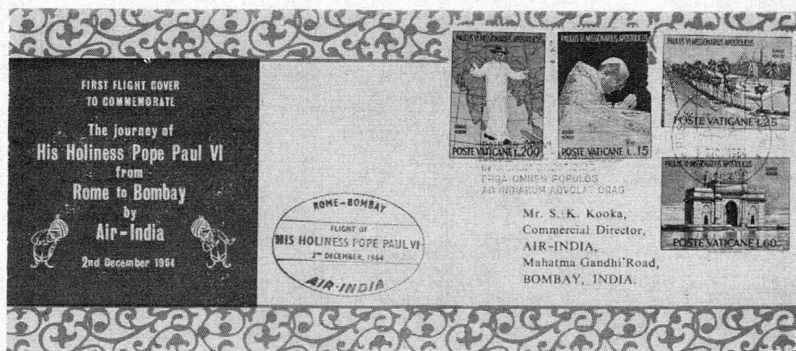 FIRST FLIGHT COVER
TO COMMEMORATE
The journey of
His Holiness Pope Paul VI
from
Rome to Bombay
by
Air-India
2nd December 1964
ROME-BOMBAY
FLIGHT OF
HIS HOLINESS POPE PAUL VI
2ND DECEMBER, 1964
AIR-INDIA
PAULUS VI MISSIONARIUS APOSTOLICUS
POSTE VATICANE L.200
POSTE VATICANE L.15
PAULUS VI MISSIONARIUS APOSTOLICUS
POSTE VATICANE L.25
PAULUS VI MISSIONARIUS APOSTOLICUS
POSTE VATICANE L.60
ERGA OMNES POPULOS
AD INDIARUM ADVOLAT ORAS
Mr. S. K. Kooka,
Commercial Director,
AIR-INDIA,
Mahatma Gandhi Road,
BOMBAY, INDIA.